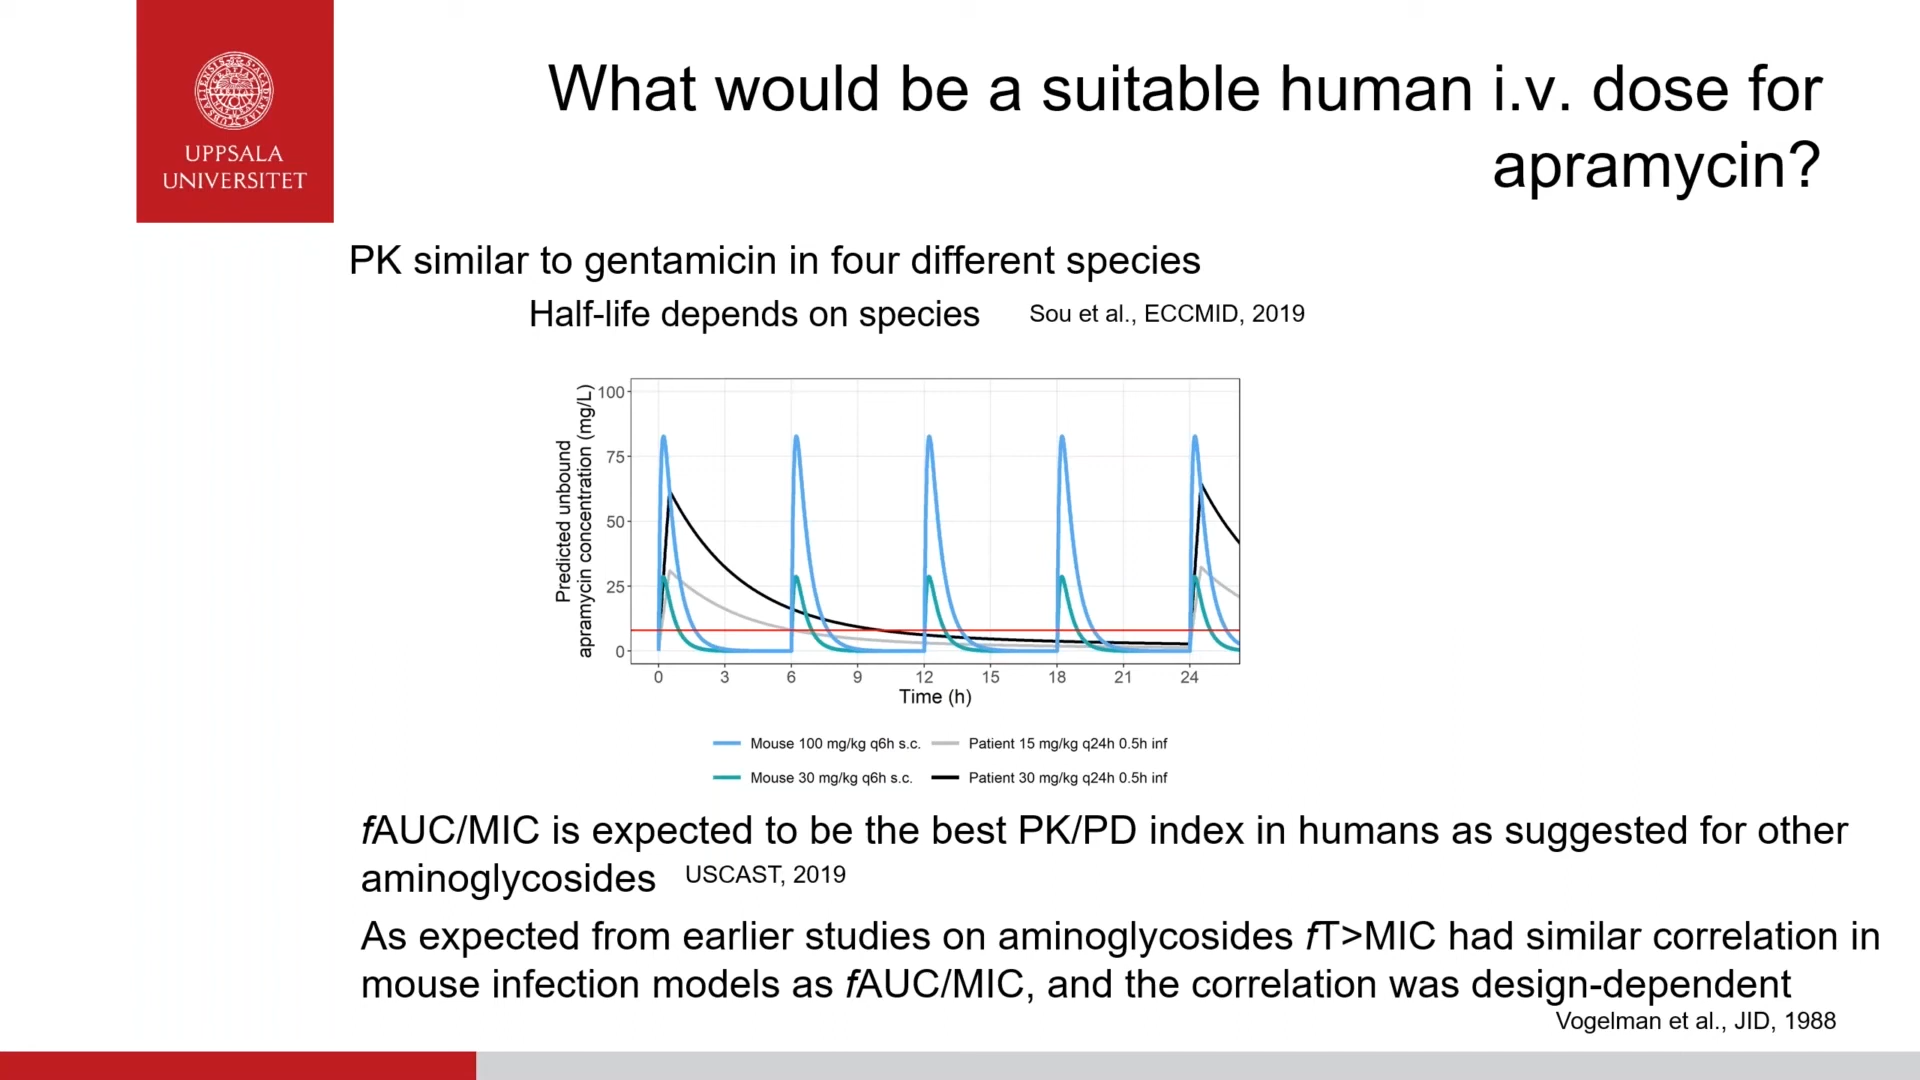 UPPSALA
UNIVERSITET
What would be a suitable human i.v. dose for
apramycin?
PK similar to gentamicin in four different species
Half-life depends on species Sou et al., ECCMID, 2019
Predicted unbound
apramycin concentration (mg/L)
100
75
50
25
0
0 3 6 9 12 15 18 21 24
Time (h)
Mouse 100 mg/kg q6h s.c. Patient 15 mg/kg q24h 0.5h inf
Mouse 30 mg/kg q6h s.c. Patient 30 mg/kg q24h 0.5h inf
fAUC/MIC is expected to be the best PK/PD index in humans as suggested for other
aminoglycosides USCAST, 2019
As expected from earlier studies on aminoglycosides fT>MIC had similar correlation in
mouse infection models as fAUC/MIC, and the correlation was design-dependent
Vogelman et al., JID, 1988